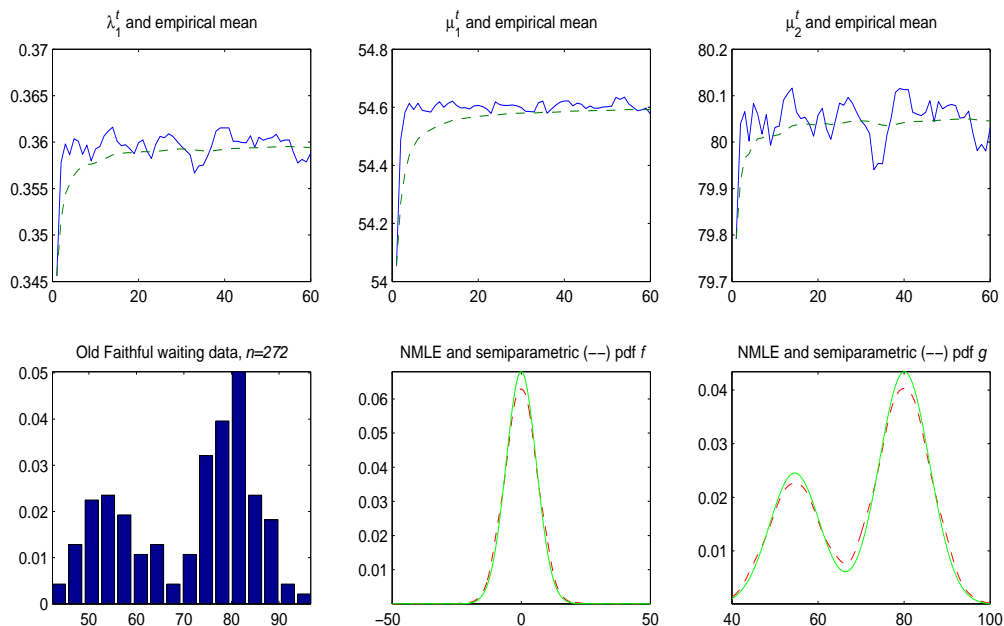 λ₁ᵗ and empirical mean
0.37
0.365
0.36
0.355
0.35
0.345
0 20 40 60
μ₁ᵗ and empirical mean
54.8
54.6
54.4
54.2
54
0 20 40 60
μ₂ᵗ and empirical mean
80.2
80.1
80
79.9
79.8
79.7
0 20 40 60
Old Faithful waiting data, n=272
0.05
0.04
0.03
0.02
0.01
0
50 60 70 80 90
NMLE and semiparametric (−−) pdf f
0.06
0.05
0.04
0.03
0.02
0.01
−50 0 50
NMLE and semiparametric (−−) pdf g
0.04
0.03
0.02
0.01
40 60 80 100